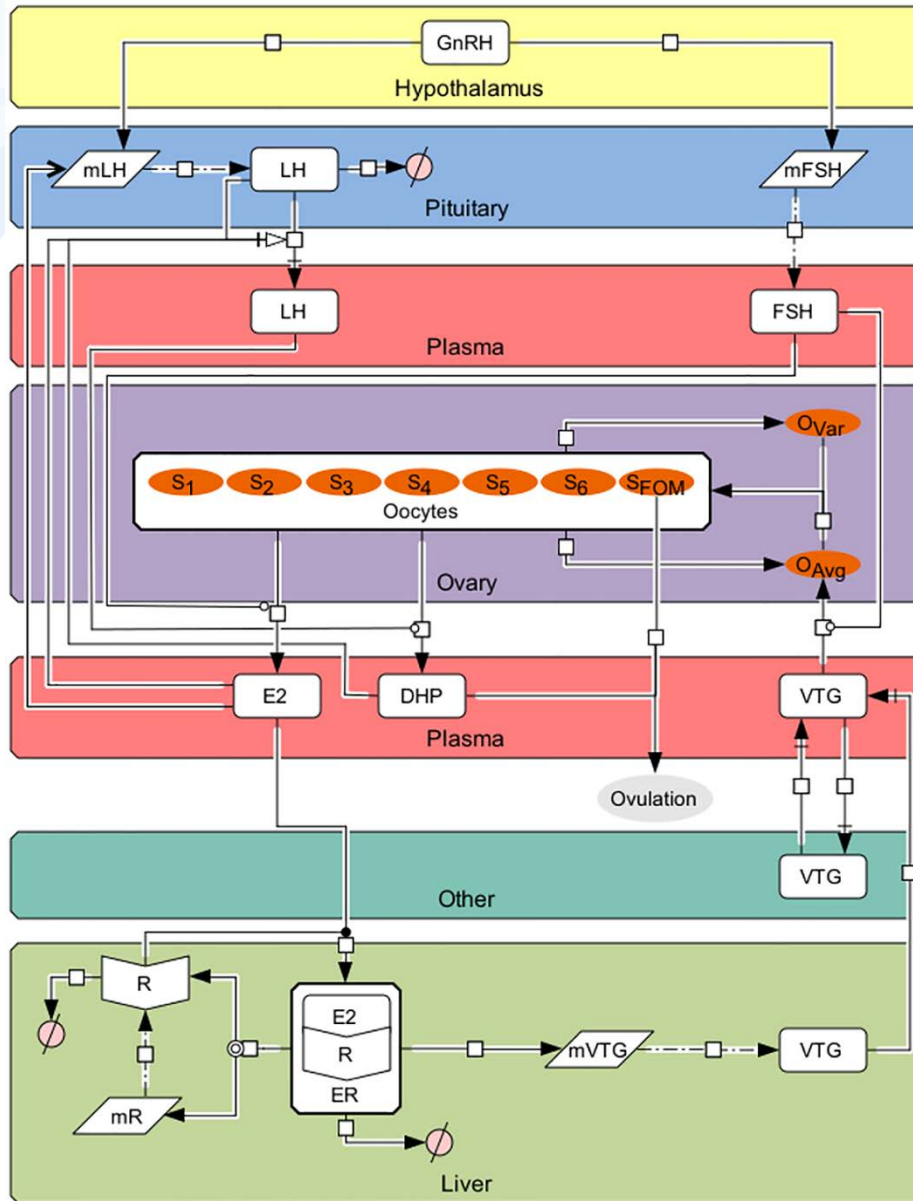 GnRH
Hypothalamus
mLH
LH
mFSH
Pituitary
LH
FSH
Plasma
OVar
S1 S2 S3 S4 S5 S6 SFOM
Oocytes
OAvg
Ovary
E2
DHP
VTG
Plasma
Ovulation
VTG
Other
R
E2
R
mVTG
VTG
ER
mR
Liver